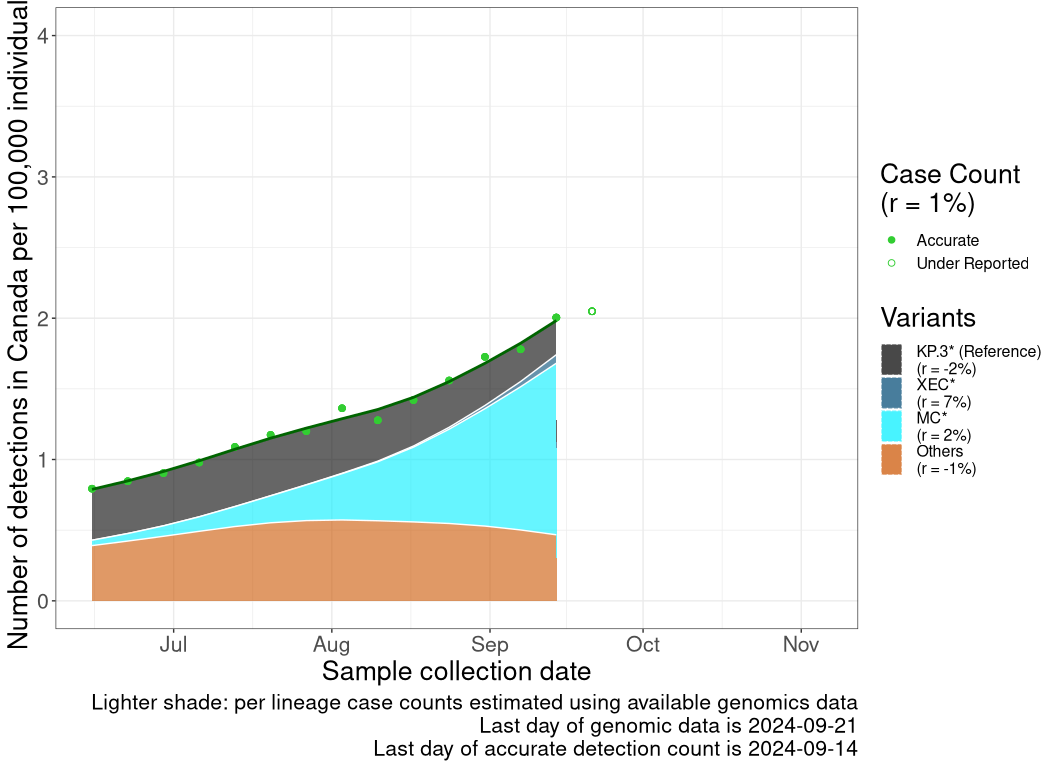 Number of detections in Canada per 100,000 individual
4
3
2
1
0
Jul
Aug
Sep
Oct
Nov
Sample collection date
Lighter shade: per lineage case counts estimated using available genomics data
Last day of genomic data is 2024-09-21
Last day of accurate detection count is 2024-09-14
Case Count
(r = 1%)
Accurate
Under Reported
Variants
KP.3* (Reference)
(r = -2%)
XEC*
(r = 7%)
MC*
(r = 2%)
Others
(r = -1%)